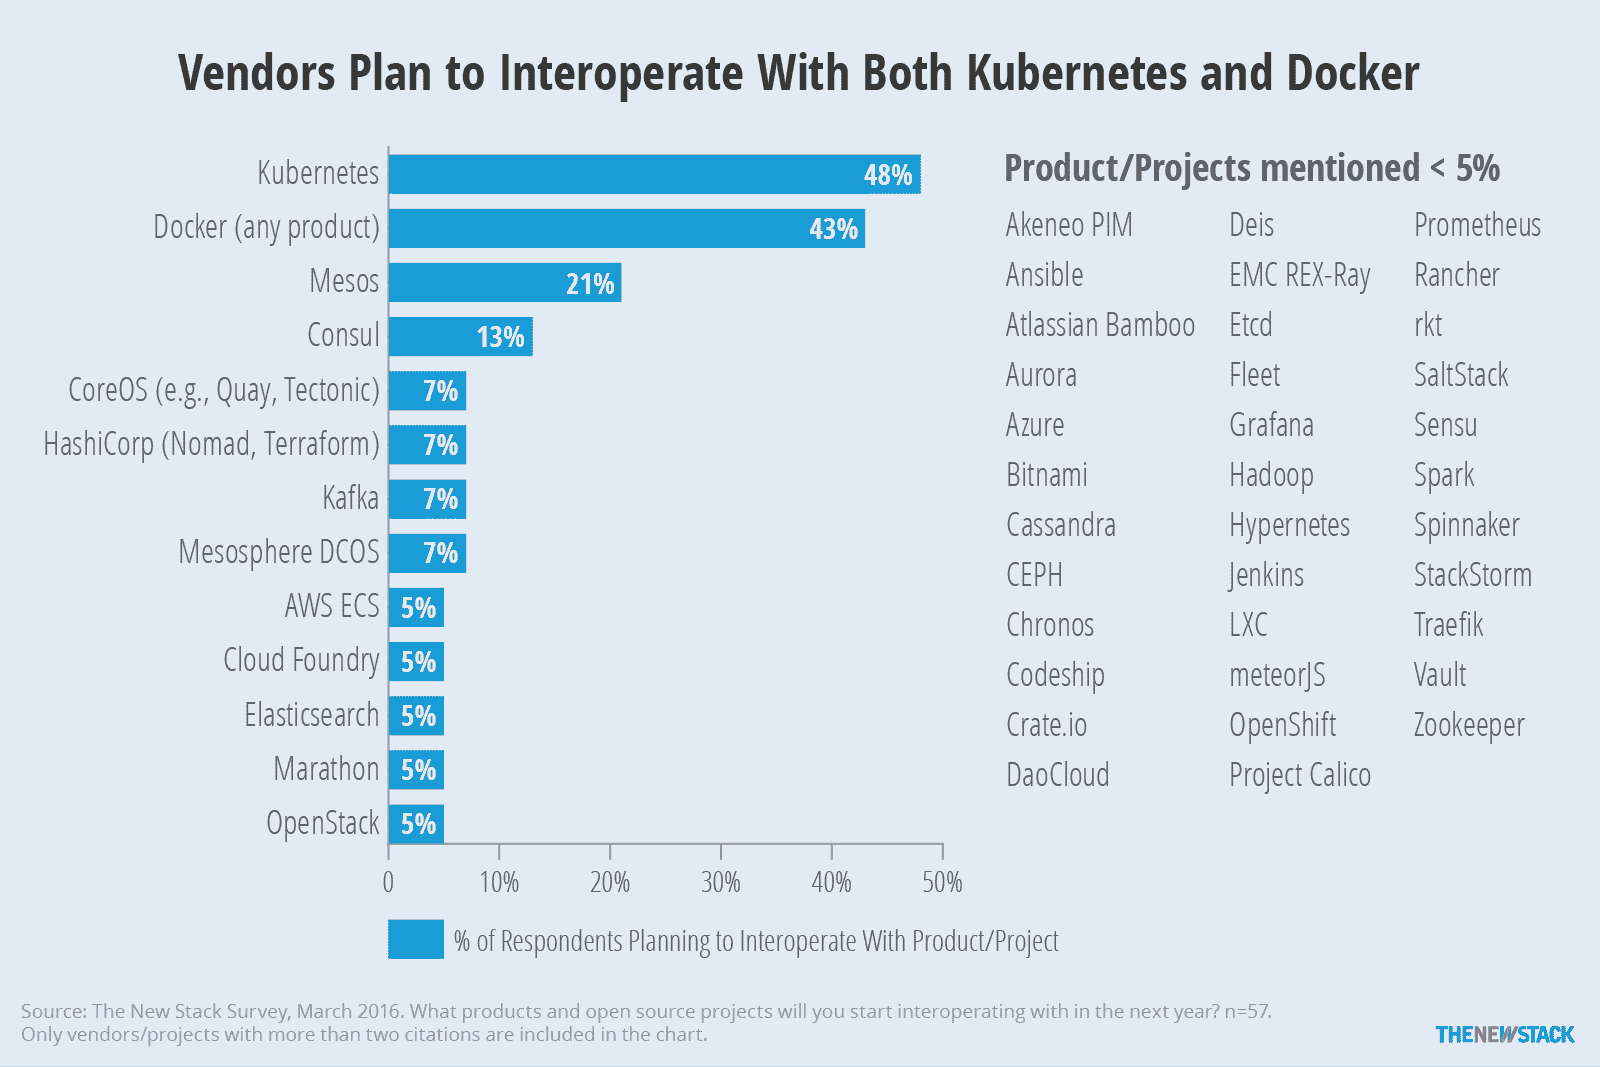 Vendors Plan to Interoperate With Both Kubernetes and Docker
Kubernetes 48%
Docker (any product) 43%
Mesos 21%
Consul 13%
CoreOS (e.g., Quay, Tectonic) 7%
HashiCorp (Nomad, Terraform) 7%
Kafka 7%
Mesosphere DCOS 7%
AWS ECS 5%
Cloud Foundry 5%
Elasticsearch 5%
Marathon 5%
OpenStack 5%
0 10% 20% 30% 40% 50%
% of Respondents Planning to Interoperate With Product/Project
Product/Projects mentioned < 5%
Akeneo PIM
Ansible
Atlassian Bamboo
Aurora
Azure
Bitnami
Cassandra
CEPH
Chronos
Codeship
Crate.io
DaoCloud
Deis
EMC REX-Ray
Etcd
Fleet
Grafana
Hadoop
Hypernetes
Jenkins
LXC
meteorJS
OpenShift
Project Calico
Prometheus
Rancher
rkt
SaltStack
Sensu
Spark
Spinnaker
StackStorm
Traefik
Vault
Zookeeper
Source: The New Stack Survey, March 2016. What products and open source projects will you start interoperating with in the next year? n=57.
Only vendors/projects with more than two citations are included in the chart.
THENEWSTACK